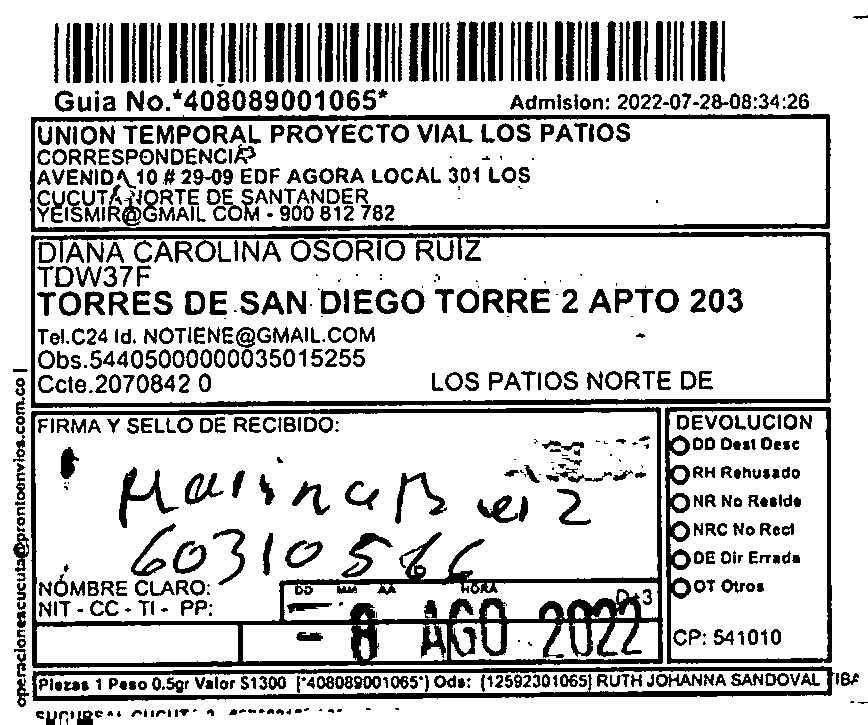 Guia No.*408089001065*
Admision: 2022-07-28-08:34:26
UNION TEMPORAL PROYECTO VIAL LOS PATIOS
CORRESPONDENCIA
AVENIDA 10 # 29-09 EDF AGORA LOCAL 301 LOS
CUCUTA-NORTE DE SANTANDER
YEISMIR@GMAIL COM - 900 812 782
DIANA CAROLINA OSORIO RUIZ
TDW37F
TORRES DE SAN DIEGO TORRE 2 APTO 203
Tel.C24 Id. NOTIENE@GMAIL.COM
Obs.54405000000035015255
Ccte.2070842 0
LOS PATIOS NORTE DE
operacionescucuta@prontoenvios.com.co
FIRMA Y SELLO DE RECIBIDO:
Marina
60310566
NOMBRE CLARO:
NIT - CC - TI - PP:
DD MM AA HORA
D+3
- 8 AGO 2022
DEVOLUCION
DD Dest Desc
RH Rehusado
NR No Reside
NRC No Recl
DE Dir Errada
OT Otros
CP: 541010
Piezas 1 Peso 0.5gr Valor $1300 (*408089001065*) Ods: (12592301065) RUTH JOHANNA SANDOVAL TIBA